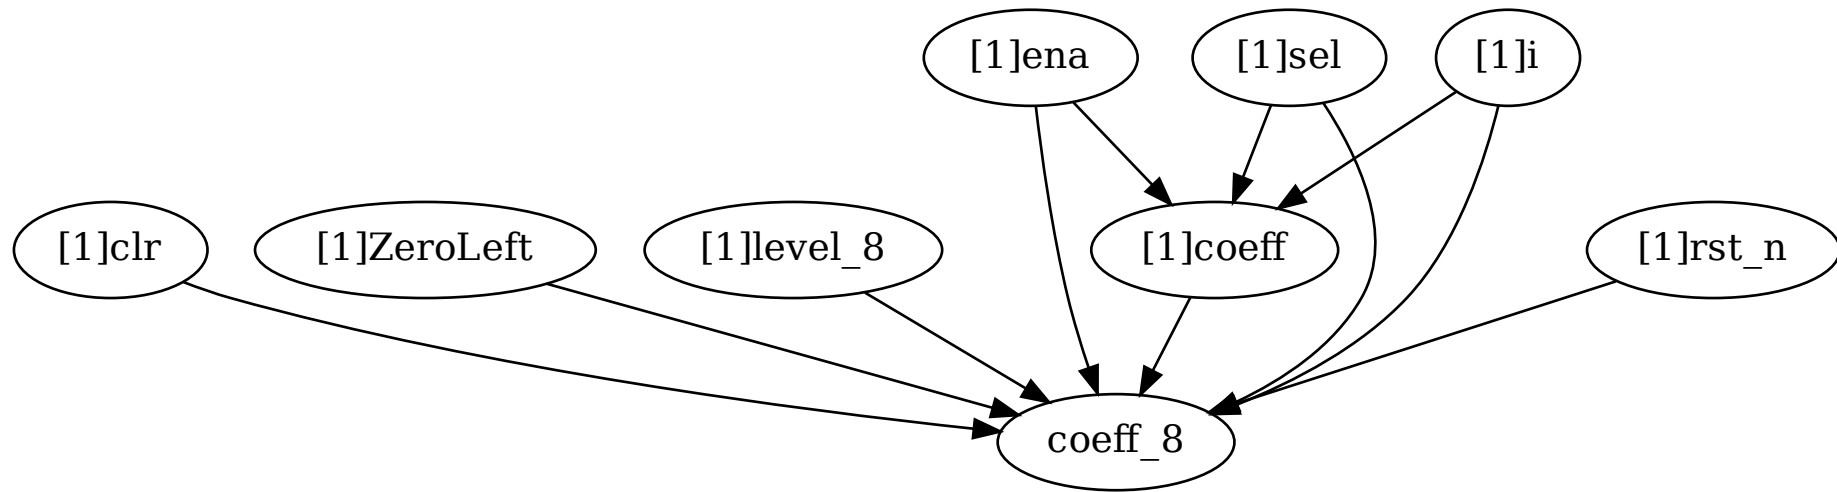 [1]ena
[1]sel
[1]i
[1]clr
[1]ZeroLeft
[1]level_8
[1]coeff
[1]rst_n
coeff_8